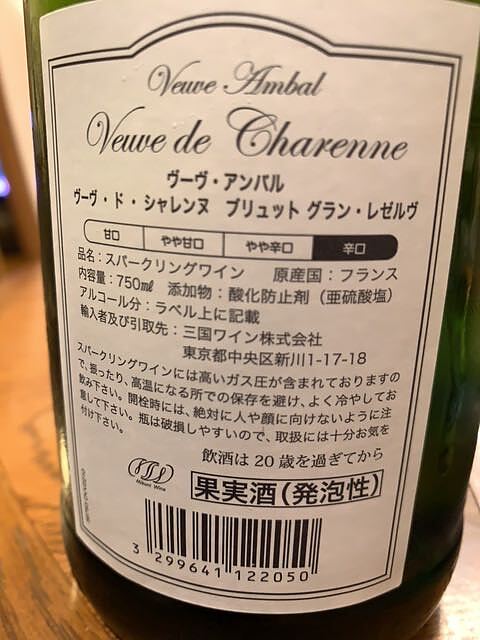 Veuve Ambal
Veuve de Charenne
ヴーヴ・アンバル
ヴーヴ・ド・シャレンヌ ブリュット グラン・レゼルヴ
甘口 やや甘口 やや辛口 辛口
品名：スパークリングワイン 原産国：フランス
内容量：750㎖ 添加物：酸化防止剤（亜硫酸塩）
アルコール分：ラベル上に記載
輸入者及び引取先：三国ワイン株式会社
東京都中央区新川1-17-18
スパークリングワインには高いガス圧が含まれておりますの
で、振ったり、高温になる所での保存を避け、よく冷やしてお
飲み下さい。開栓時には、絶対に人や顔に向けないように注
意して下さい。瓶は破損しやすいので、取扱には十分お気を
付け下さい。
飲酒は20歳を過ぎてから
Mikuni Wine
果実酒（発泡性）
3 299641 122050